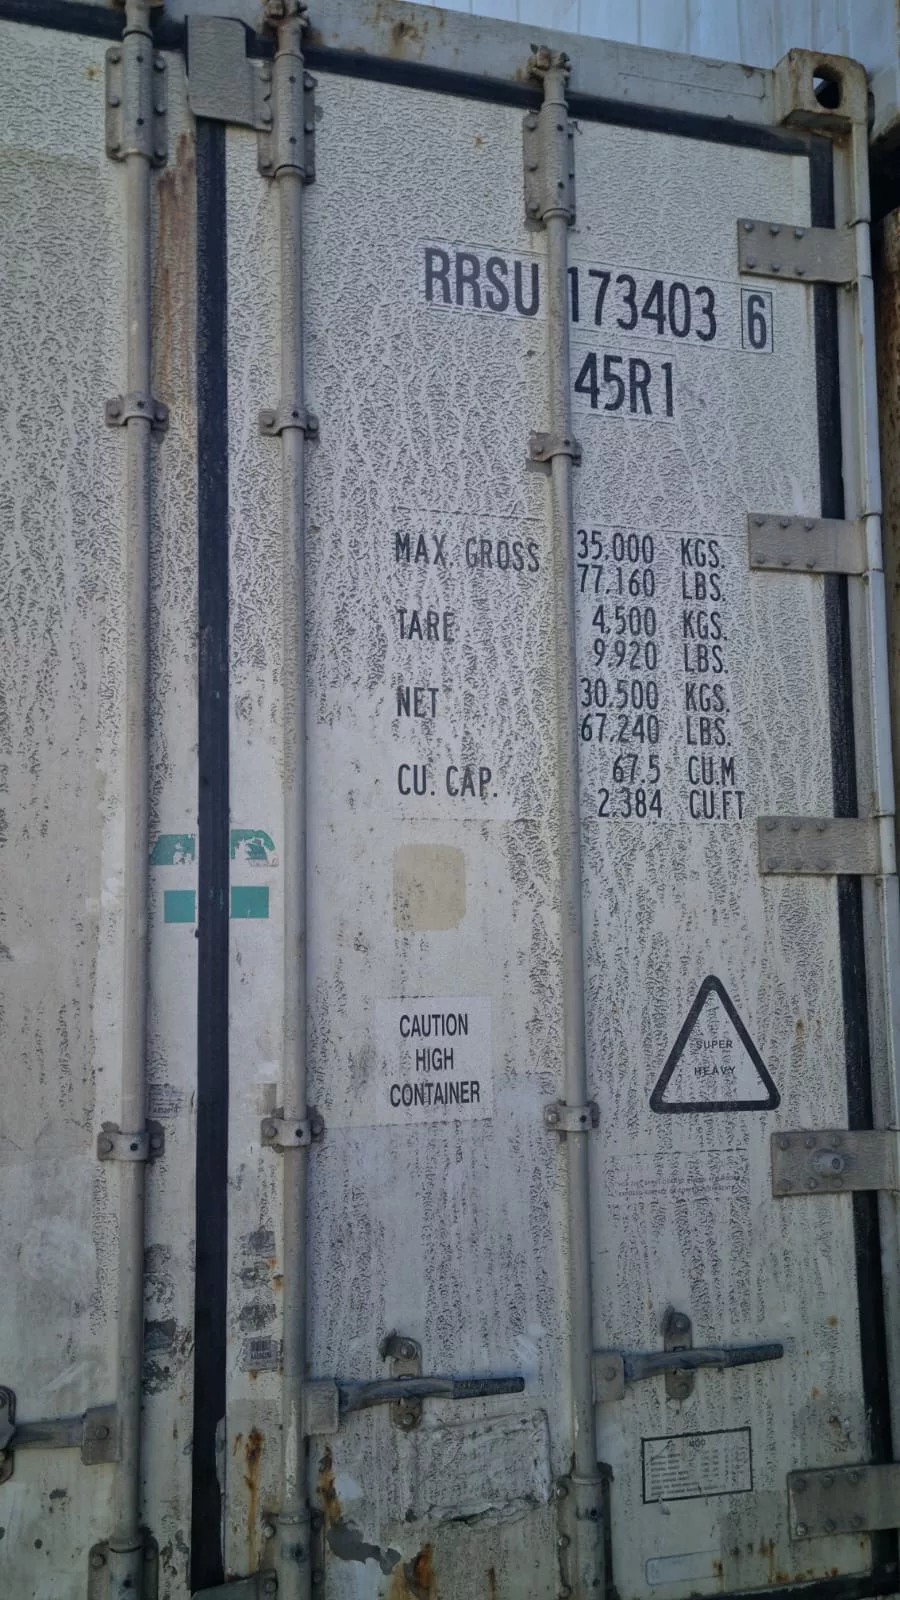 RRSU 173403 6
45R1
MAX. GROSS 35.000 KGS.
77.160 LBS.
TARE 4,500 KGS.
9.920 LBS.
NET 30.500 KGS.
67.240 LBS.
CU. CAP. 67.5 CU.M
2.384 CU.FT
CAUTION
HIGH
CONTAINER
SUPER
HEAVY